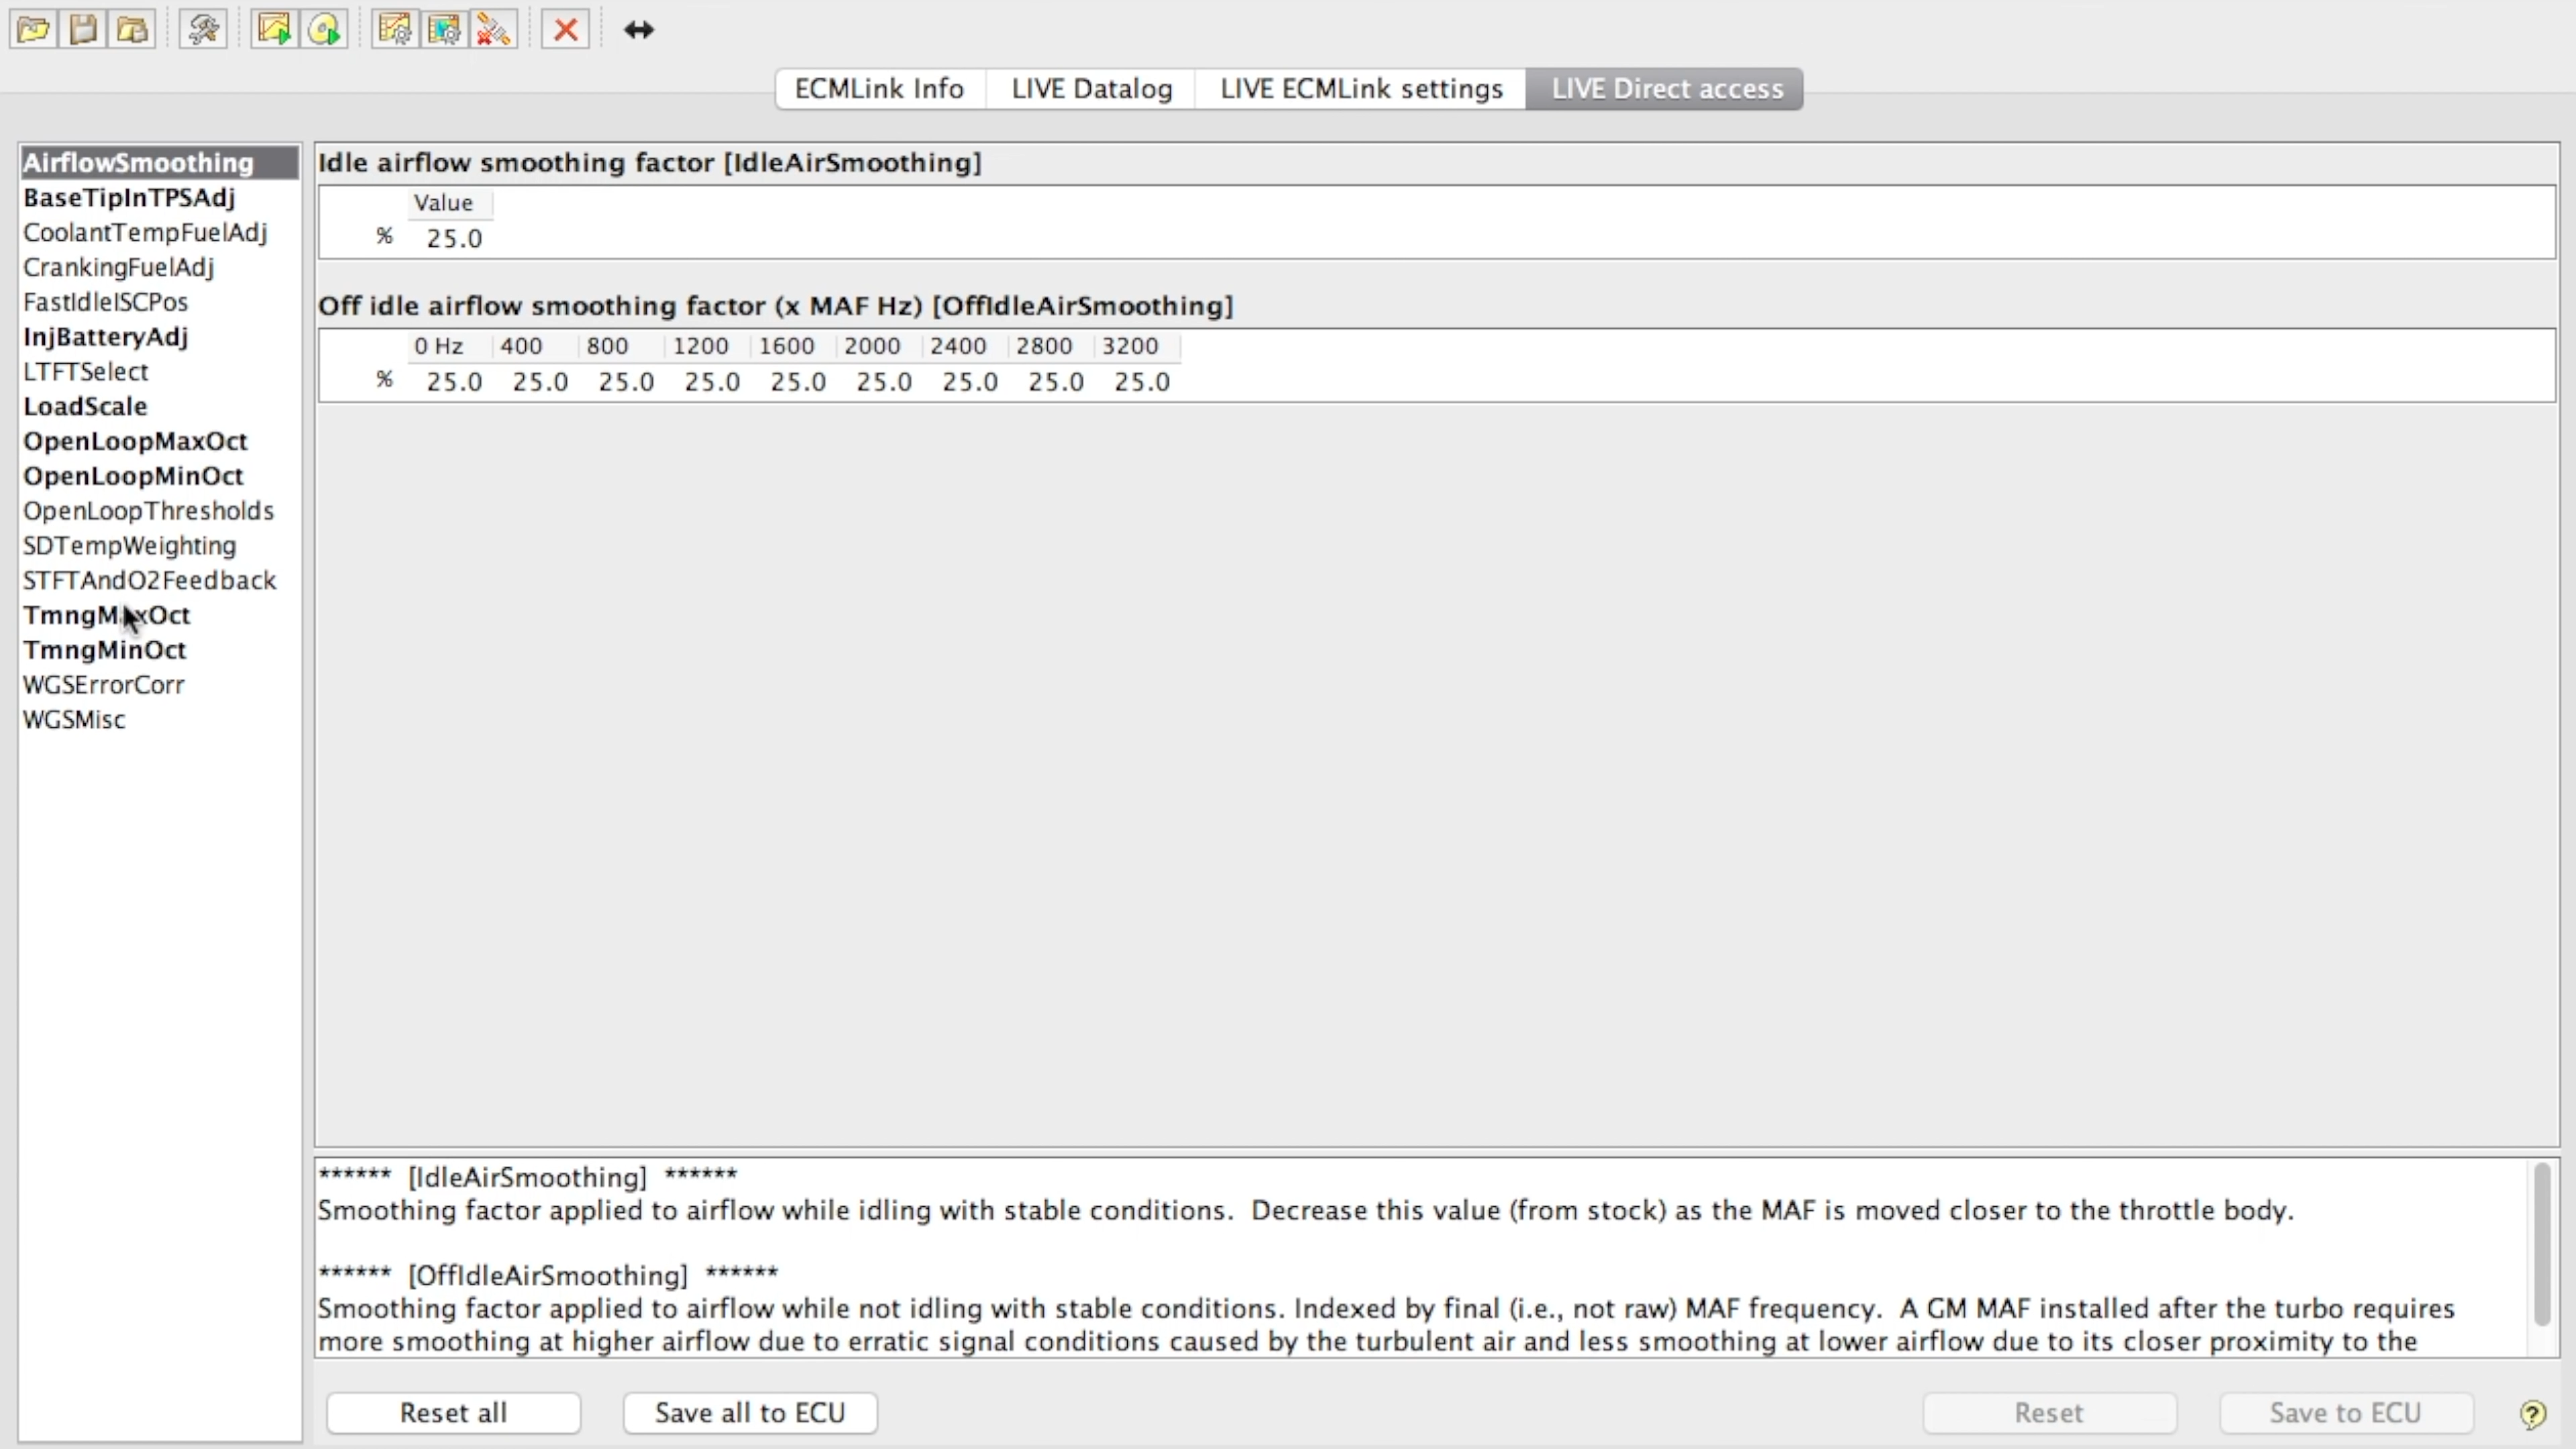 ECMLink Info LIVE Datalog LIVE ECMLink settings LIVE Direct access
AirflowSmoothing
BaseTipInTPSAdj
CoolantTempFuelAdj
CrankingFuelAdj
FastIdleISCPos
InjBatteryAdj
LTFTSelect
LoadScale
OpenLoopMaxOct
OpenLoopMinOct
OpenLoopThresholds
SDTempWeighting
STFTAndO2Feedback
TmngMaxOct
TmngMinOct
WGSErrorCorr
WGSMisc
Idle airflow smoothing factor [IdleAirSmoothing]
Value
% 25.0
Off idle airflow smoothing factor (x MAF Hz) [OffIdleAirSmoothing]
0 Hz 400 800 1200 1600 2000 2400 2800 3200
% 25.0 25.0 25.0 25.0 25.0 25.0 25.0 25.0 25.0
****** [IdleAirSmoothing] ******
Smoothing factor applied to airflow while idling with stable conditions. Decrease this value (from stock) as the MAF is moved closer to the throttle body.
****** [OffIdleAirSmoothing] ******
Smoothing factor applied to airflow while not idling with stable conditions. Indexed by final (i.e., not raw) MAF frequency. A GM MAF installed after the turbo requires
more smoothing at higher airflow due to erratic signal conditions caused by the turbulent air and less smoothing at lower airflow due to its closer proximity to the
Reset all Save all to ECU Reset Save to ECU ?